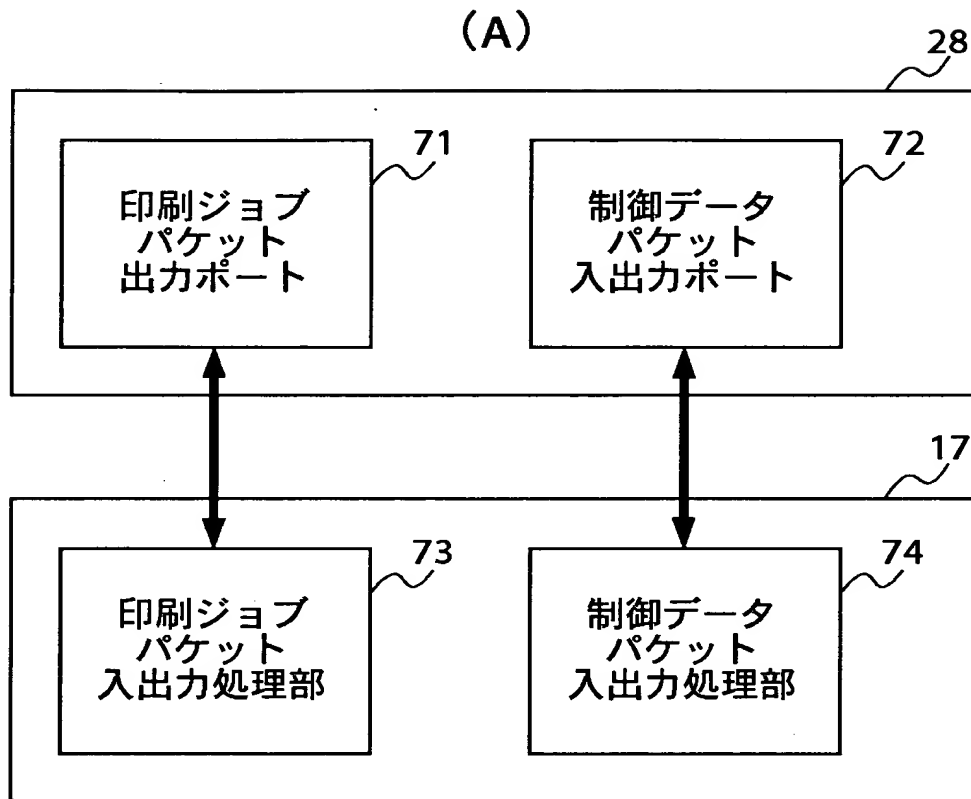 (A)
28
71
72
印刷ジョブ
パケット
出力ポート
制御データ
パケット
入出力ポート
17
73
74
印刷ジョブ
パケット
入出力処理部
制御データ
パケット
入出力処理部